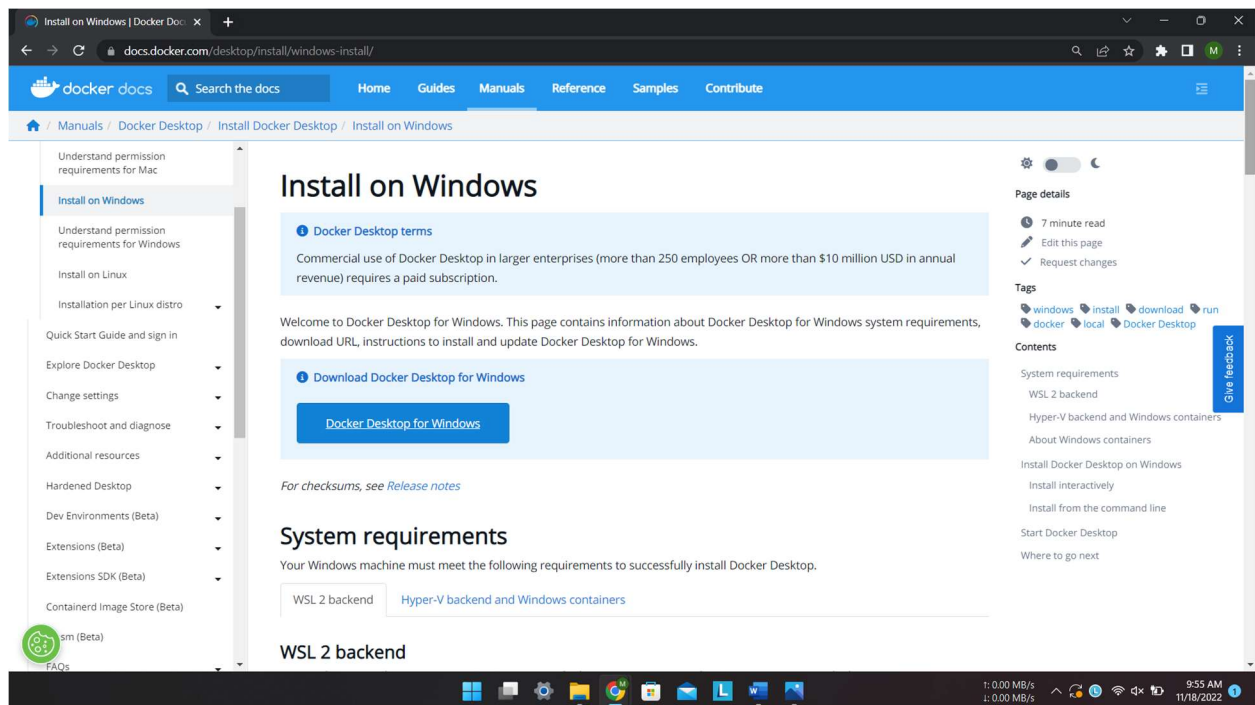 Install on Windows | Docker Doc
docs.docker.com/desktop/install/windows-install/
M
docker docs
Search the docs
Home
Guides
Manuals
Reference
Samples
Contribute
/ Manuals / Docker Desktop / Install Docker Desktop / Install on Windows
Understand permission
requirements for Mac
Install on Windows
Understand permission
requirements for Windows
Install on Linux
Installation per Linux distro
Quick Start Guide and sign in
Explore Docker Desktop
Change settings
Troubleshoot and diagnose
Additional resources
Hardened Desktop
Dev Environments (Beta)
Extensions (Beta)
Extensions SDK (Beta)
Containerd Image Store (Beta)
sm (Beta)
FAQs
Install on Windows
Docker Desktop terms
Commercial use of Docker Desktop in larger enterprises (more than 250 employees OR more than $10 million USD in annual
revenue) requires a paid subscription.
Welcome to Docker Desktop for Windows. This page contains information about Docker Desktop for Windows system requirements,
download URL, instructions to install and update Docker Desktop for Windows.
Download Docker Desktop for Windows
Docker Desktop for Windows
For checksums, see Release notes
System requirements
Your Windows machine must meet the following requirements to successfully install Docker Desktop.
WSL 2 backend
Hyper-V backend and Windows containers
WSL 2 backend
Page details
7 minute read
Edit this page
Request changes
Tags
windows install download run
docker local Docker Desktop
Contents
System requirements
WSL 2 backend
Hyper-V backend and Windows containers
About Windows containers
Install Docker Desktop on Windows
Install interactively
Install from the command line
Start Docker Desktop
Where to go next
Give feedback
↑: 0.00 MB/s
↓: 0.00 MB/s
9:55 AM
11/18/2022
1